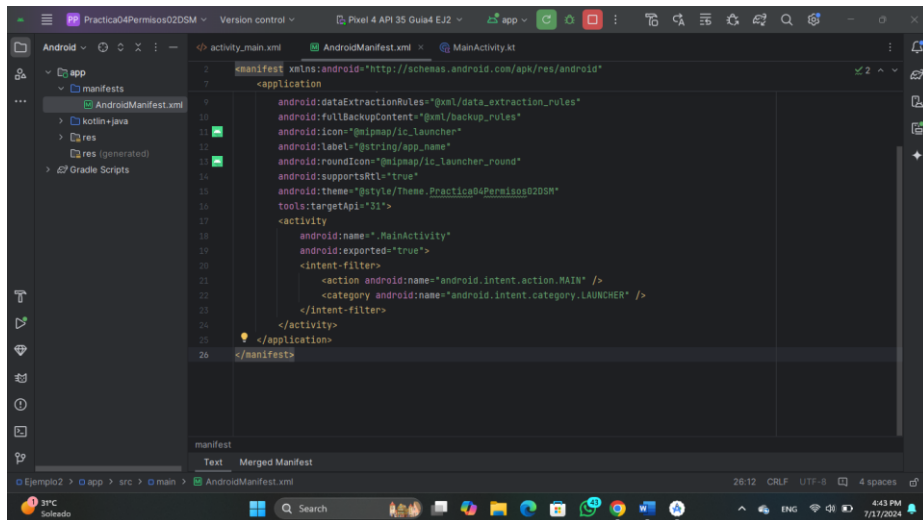 PP Practica04Permisos02DSM Version control Pixel 4 API 35 Guia4 EJ2 app
Android
activity_main.xml AndroidManifest.xml MainActivity.kt
app
manifests
AndroidManifest.xml
kotlin+java
res
res (generated)
Gradle Scripts
2 <manifest xmlns:android="http://schemas.android.com/apk/res/android" 2
7 <application
9 android:dataExtractionRules="@xml/data_extraction_rules"
10 android:fullBackupContent="@xml/backup_rules"
11 android:icon="@mipmap/ic_launcher"
12 android:label="@string/app_name"
13 android:roundIcon="@mipmap/ic_launcher_round"
14 android:supportsRtl="true"
15 android:theme="@style/Theme.Practica04Permisos02DSM"
16 tools:targetApi="31">
17 <activity
18 android:name=".MainActivity"
19 android:exported="true">
20 <intent-filter>
21 <action android:name="android.intent.action.MAIN" />
22 <category android:name="android.intent.category.LAUNCHER" />
23 </intent-filter>
24 </activity>
25 </application>
26 </manifest>
manifest
Text Merged Manifest
Ejemplo2 > app > src > main > AndroidManifest.xml 26:12 CRLF UTF-8 4 spaces
1 31°C
Soleado
Search
ENG
4:43 PM
7/17/2024